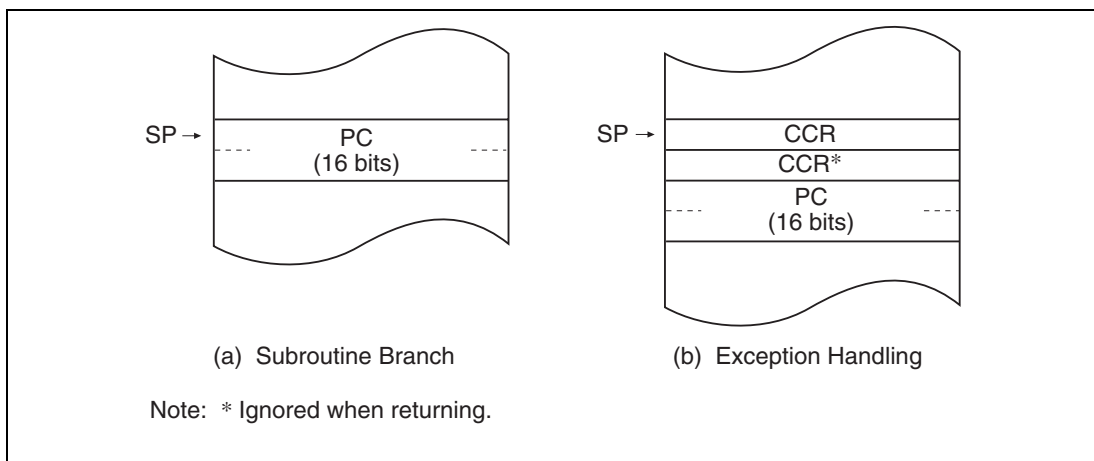 SP →
PC
(16 bits)
(a) Subroutine Branch
SP →
CCR
CCR*
PC
(16 bits)
(b) Exception Handling
Note: * Ignored when returning.